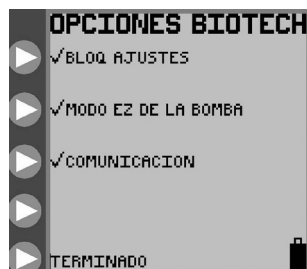 OPCIONES BIOTECH
√BLOQ AJUSTES
√MODO EZ DE LA BOMBA
√COMUNICACION
TERMINADO